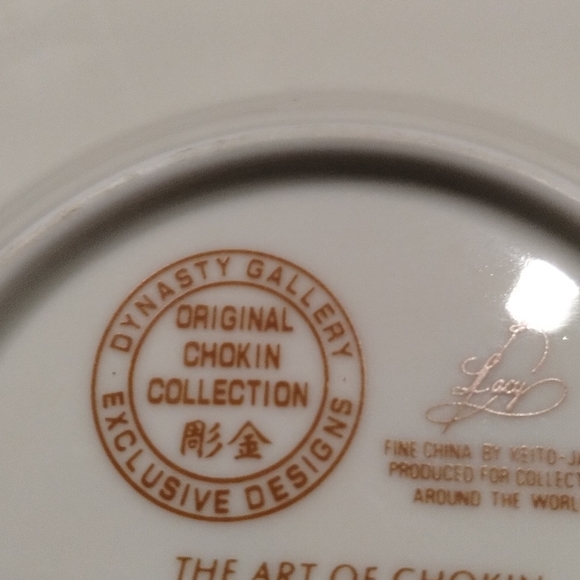 DYNASTY GALLERY
ORIGINAL
CHOKIN
COLLECTION
彫金
EXCLUSIVE DESIGNS
Lacy
FINE CHINA BY KEITO-JA
PRODUCED FOR COLLECT
AROUND THE WORL
THE ART OF CHOKIN